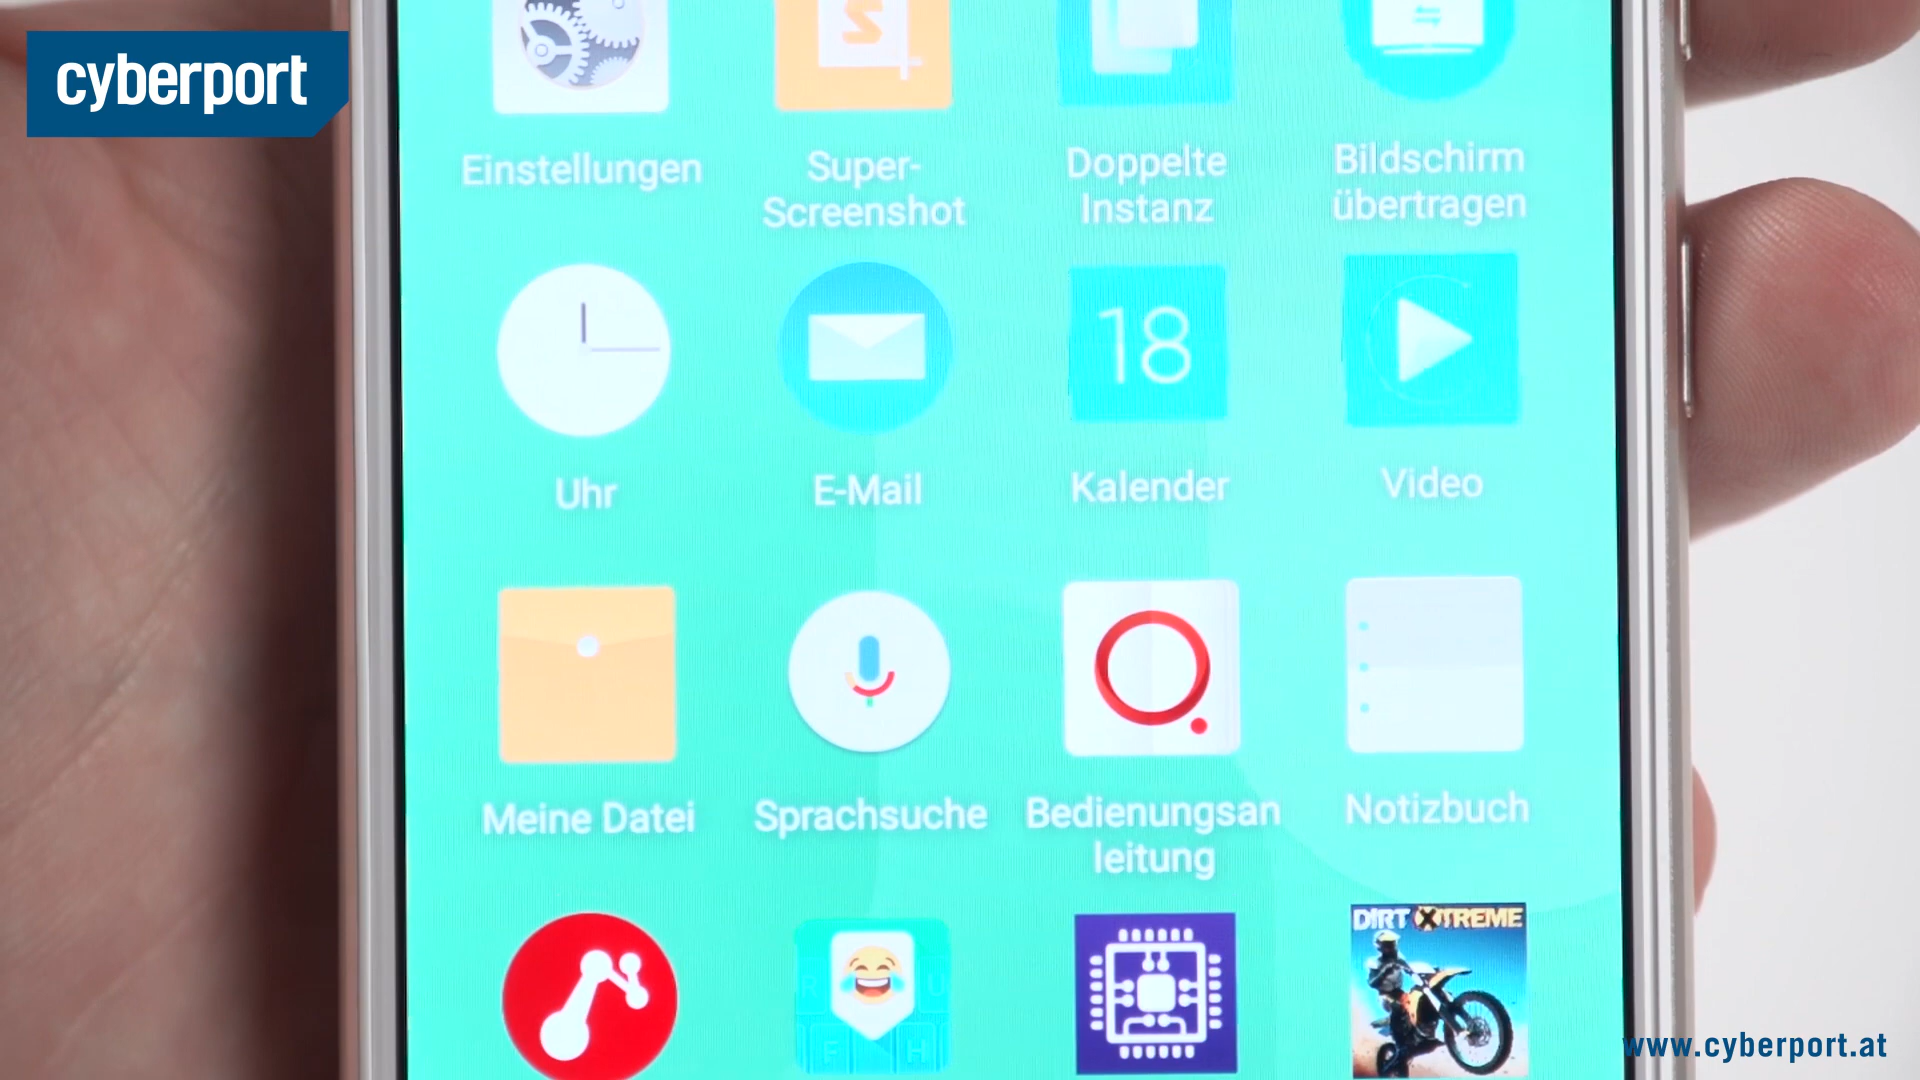 cyberport
Einstellungen
Super-
Screenshot
Doppelte
Instanz
Bildschirm
übertragen
Uhr
E-Mail
18
Kalender
Video
Meine Datei
Sprachsuche
Bedienungsan
leitung
Notizbuch
DIRT XTREME
www.cyberport.at